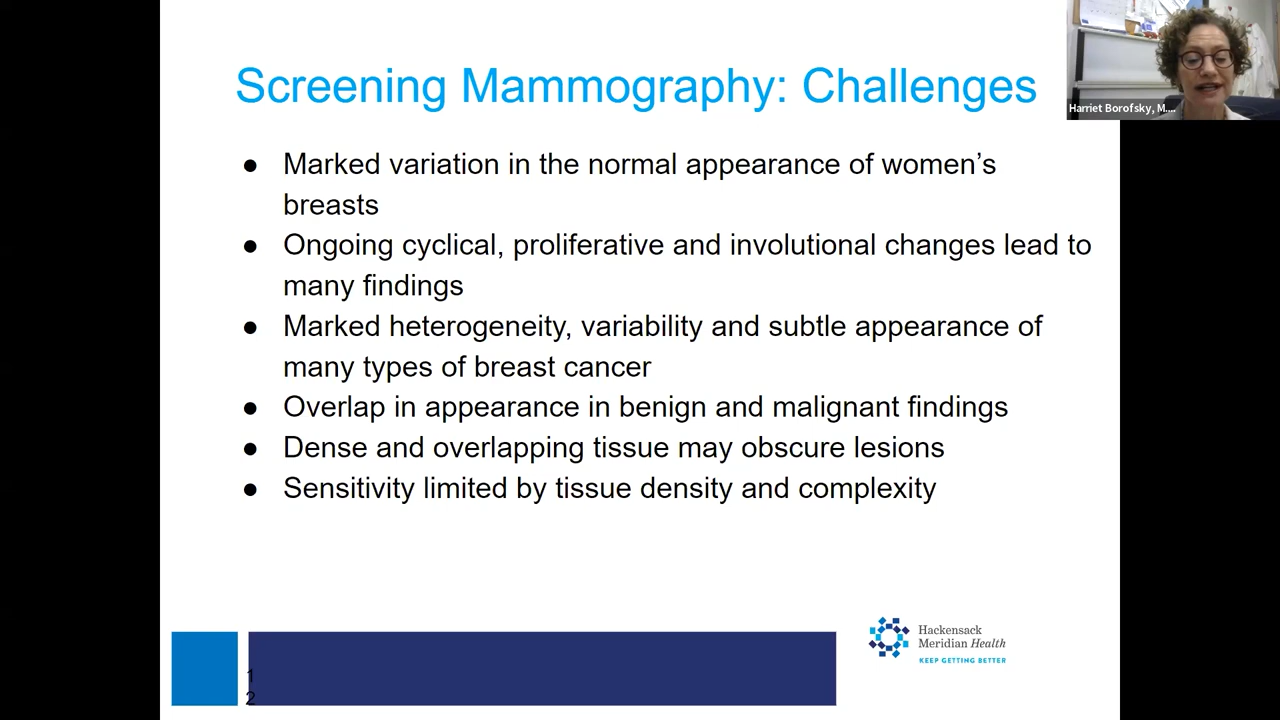 Screening Mammography: Challenges
Harriet Borofsky, M....
● Marked variation in the normal appearance of women’s
breasts
● Ongoing cyclical, proliferative and involutional changes lead to
many findings
● Marked heterogeneity, variability and subtle appearance of
many types of breast cancer
● Overlap in appearance in benign and malignant findings
● Dense and overlapping tissue may obscure lesions
● Sensitivity limited by tissue density and complexity
Hackensack
Meridian Health
KEEP GETTING BETTER
1
2